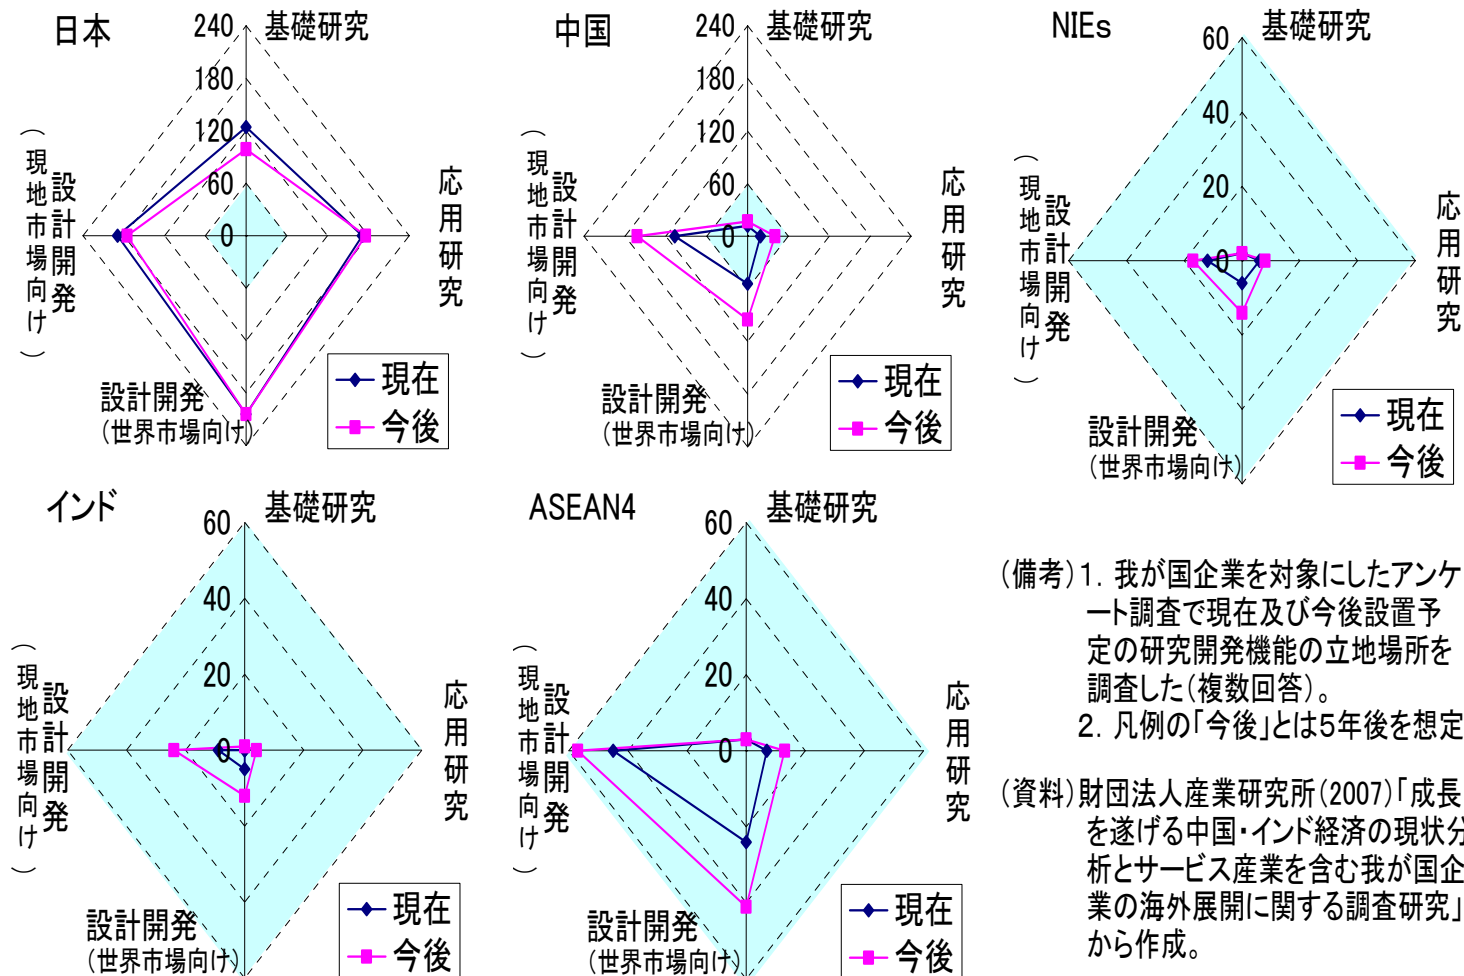 日本
240
180
120
60
0
基礎研究
応用研究
設計開発
(世界市場向け)
設計開発
(現地市場向け)
現在
今後
中国
240
180
120
60
0
基礎研究
応用研究
設計開発
(世界市場向け)
設計開発
(現地市場向け)
現在
今後
NIEs
60
40
20
0
基礎研究
応用研究
設計開発
(世界市場向け)
設計開発
(現地市場向け)
現在
今後
インド
60
40
20
0
基礎研究
応用研究
設計開発
(世界市場向け)
設計開発
(現地市場向け)
現在
今後
ASEAN4
60
40
20
0
基礎研究
応用研究
設計開発
(世界市場向け)
設計開発
(現地市場向け)
現在
今後
(備考)1. 我が国企業を対象にしたアンケ
ート調査で現在及び今後設置予
定の研究開発機能の立地場所を
調査した(複数回答)。
2. 凡例の「今後」とは5年後を想定
(資料)財団法人産業研究所(2007)「成長
を遂げる中国・インド経済の現状分
析とサービス産業を含む我が国企
業の海外展開に関する調査研究」
から作成。